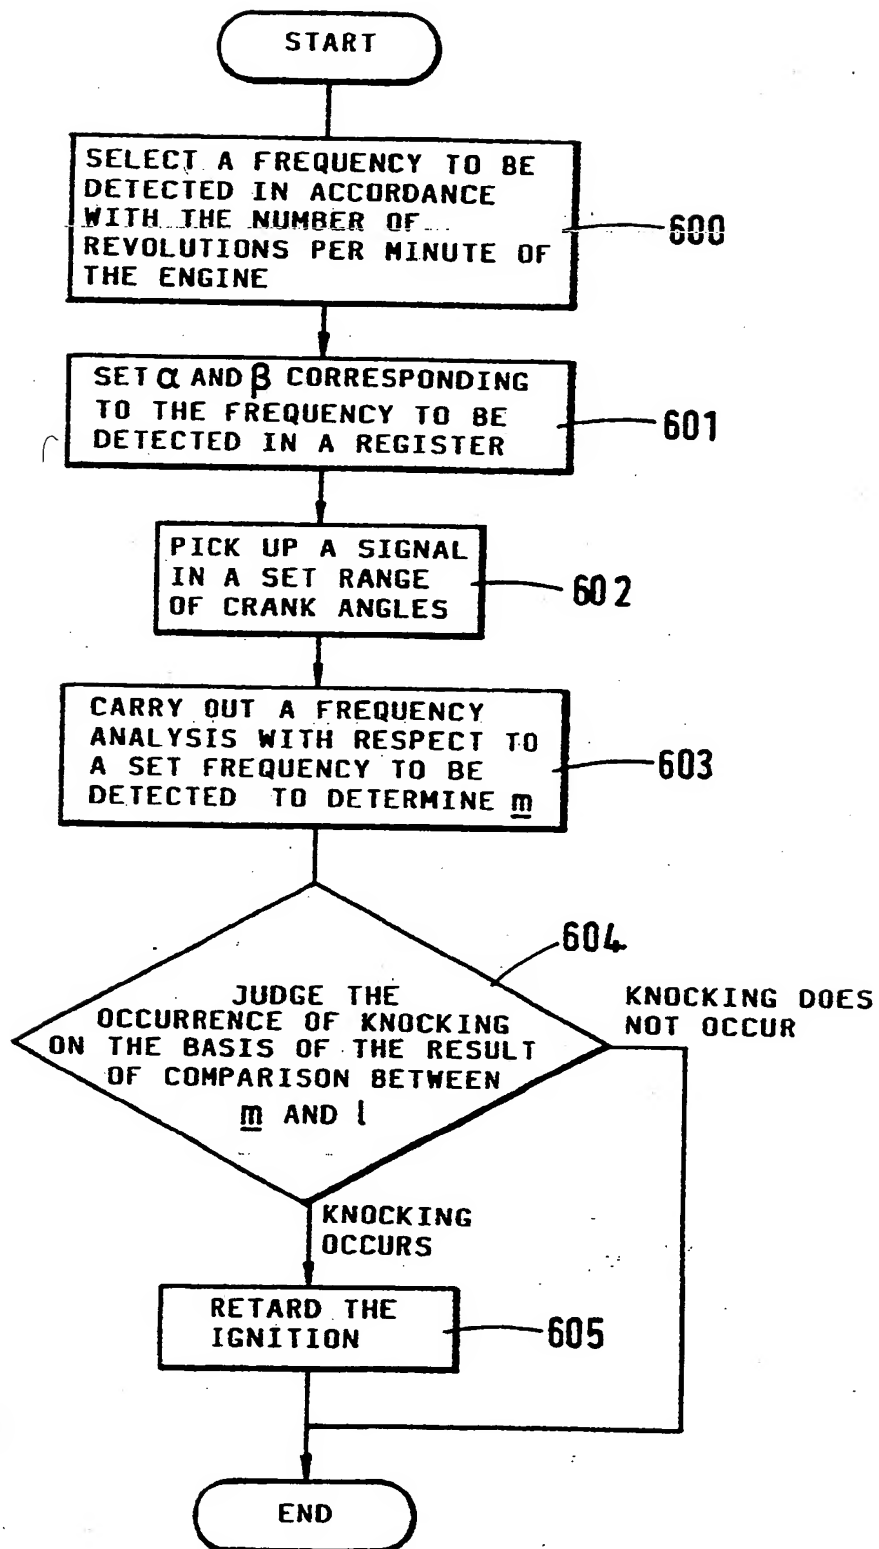 START
SELECT A FREQUENCY TO BE
DETECTED IN ACCORDANCE
WITH THE NUMBER OF
REVOLUTIONS PER MINUTE OF
THE ENGINE
600
SET α AND β CORRESPONDING
TO THE FREQUENCY TO BE
DETECTED IN A REGISTER
601
PICK UP A SIGNAL
IN A SET RANGE
OF CRANK ANGLES
602
CARRY OUT A FREQUENCY
ANALYSIS WITH RESPECT TO
A SET FREQUENCY TO BE
DETECTED TO DETERMINE m
603
604
JUDGE THE
OCCURRENCE OF KNOCKING
ON THE BASIS OF THE RESULT
OF COMPARISON BETWEEN
m AND l
KNOCKING DOES
NOT OCCUR
KNOCKING
OCCURS
RETARD THE
IGNITION
605
END